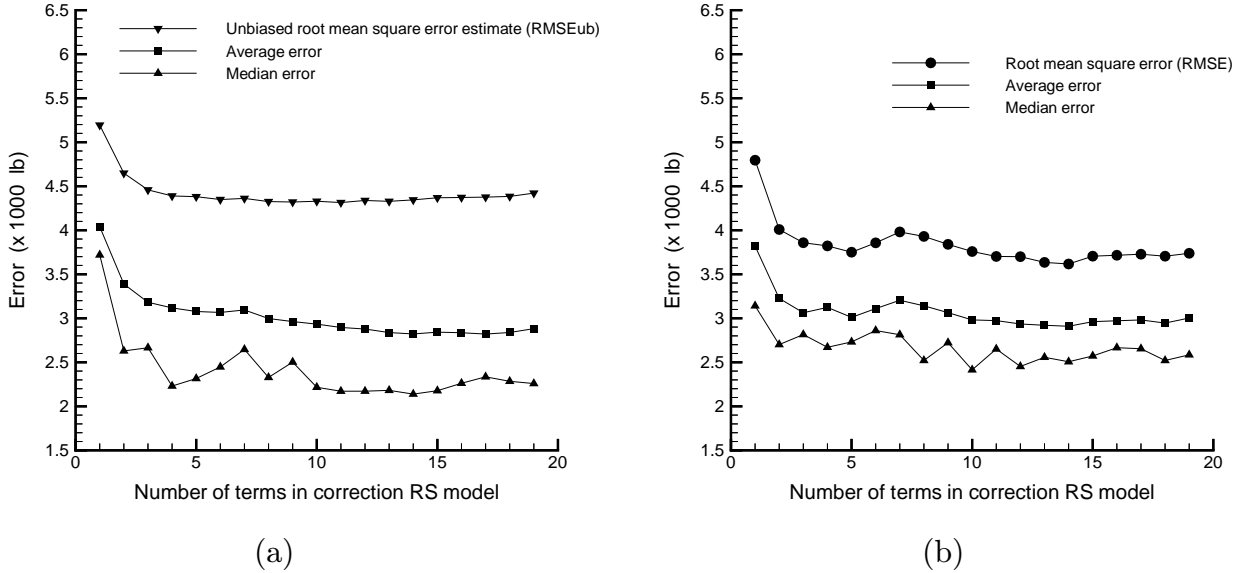 6.5
6
5.5
5
4.5
4
3.5
3
2.5
2
1.5
0
5
10
15
20
Error (x 1000 lb)
Number of terms in correction RS model
Unbiased root mean square error estimate (RMSEub)
Average error
Median error
(a)
6.5
6
5.5
5
4.5
4
3.5
3
2.5
2
1.5
0
5
10
15
20
Error (x 1000 lb)
Number of terms in correction RS model
Root mean square error (RMSE)
Average error
Median error
(b)